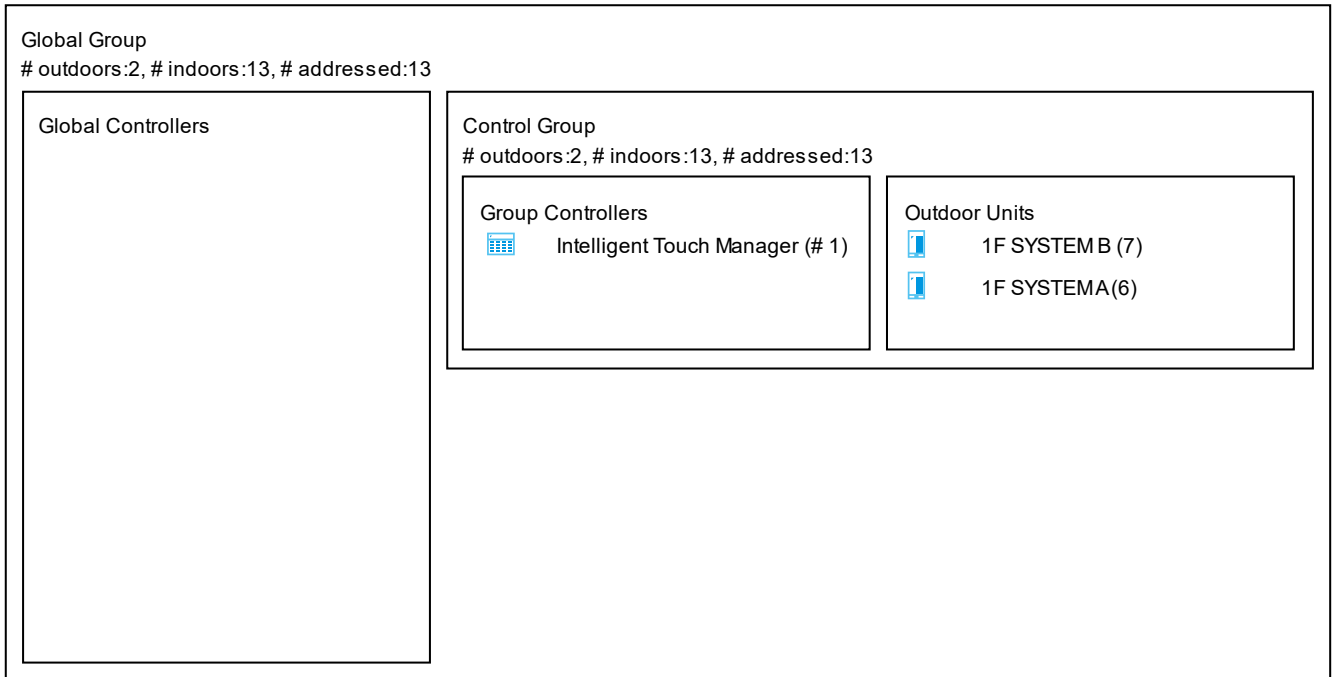 Global Group
# outdoors:2, # indoors:13, # addressed:13
Global Controllers
Control Group
# outdoors:2, # indoors:13, # addressed:13
Group Controllers
Intelligent Touch Manager (# 1)
Outdoor Units
1F SYSTEM B (7)
1F SYSTEM A (6)